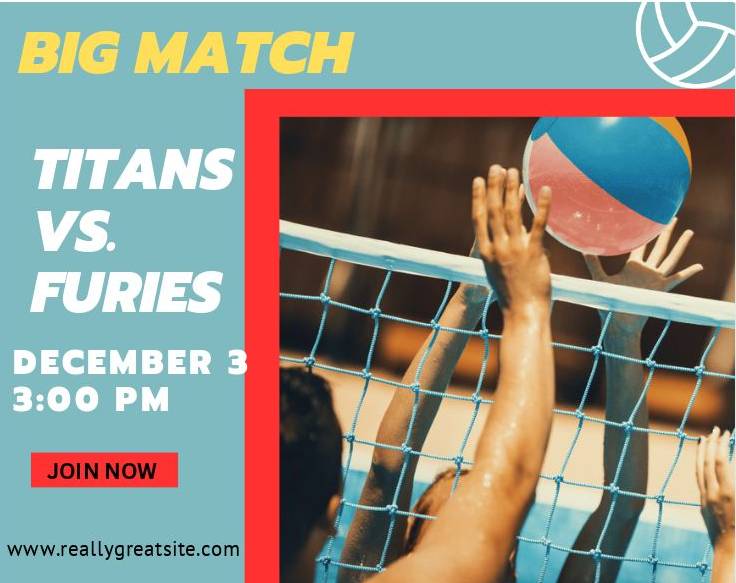 BIG MATCH
TITANS
VS.
FURIES
DECEMBER 3
3:00 PM
JOIN NOW
www.reallygreatsite.com